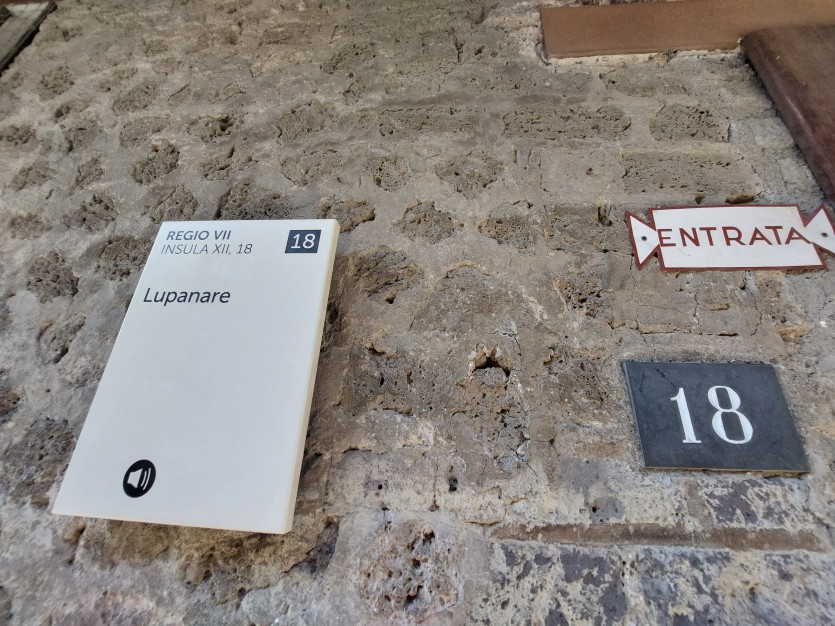 REGIO VII
INSULA XII, 18
18
Lupanare
ENTRATA
18